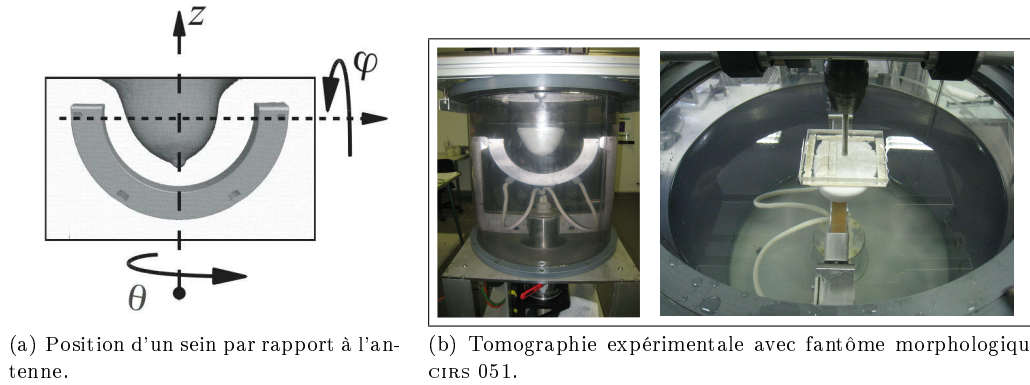 z
φ
θ
(a) Position d'un sein par rapport à l'an-
tenne.
(b) Tomographie expérimentale avec fantôme morphologiqu
CIRS 051.